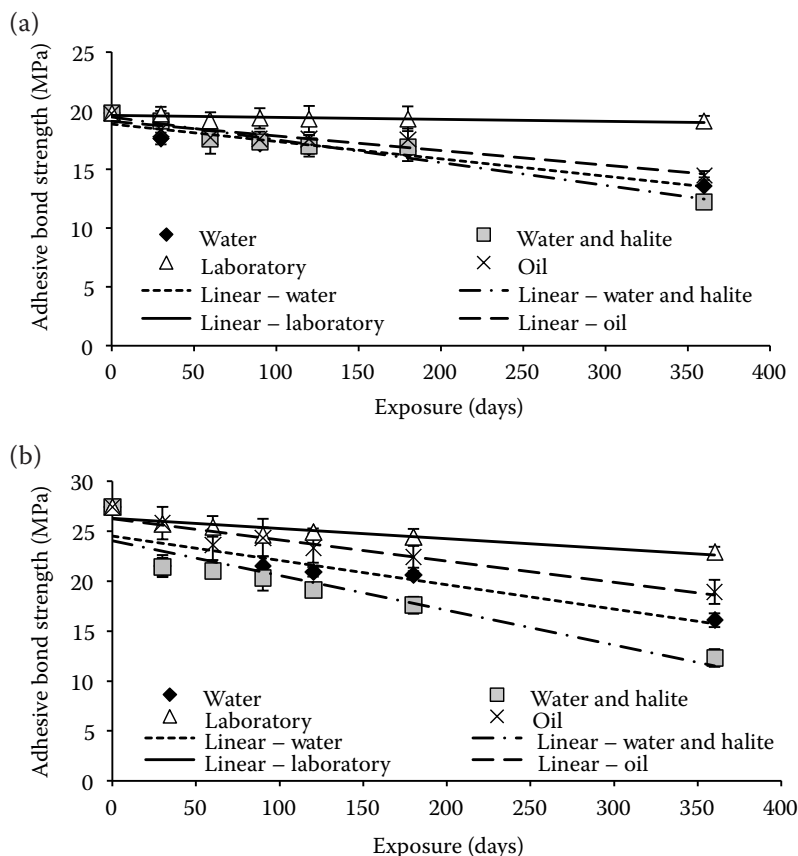 (a)
25
20
15
10
5
0
Adhesive bond strength (MPa)
Water
Water and halite
Laboratory
Oil
Linear – water
Linear – water and halite
Linear – laboratory
Linear – oil
0 50 100 150 200 250 300 350 400
Exposure (days)
(b)
30
25
20
15
10
5
0
Adhesive bond strength (MPa)
Water
Water and halite
Laboratory
Oil
Linear – water
Linear – water and halite
Linear – laboratory
Linear – oil
0 50 100 150 200 250 300 350 400
Exposure (days)